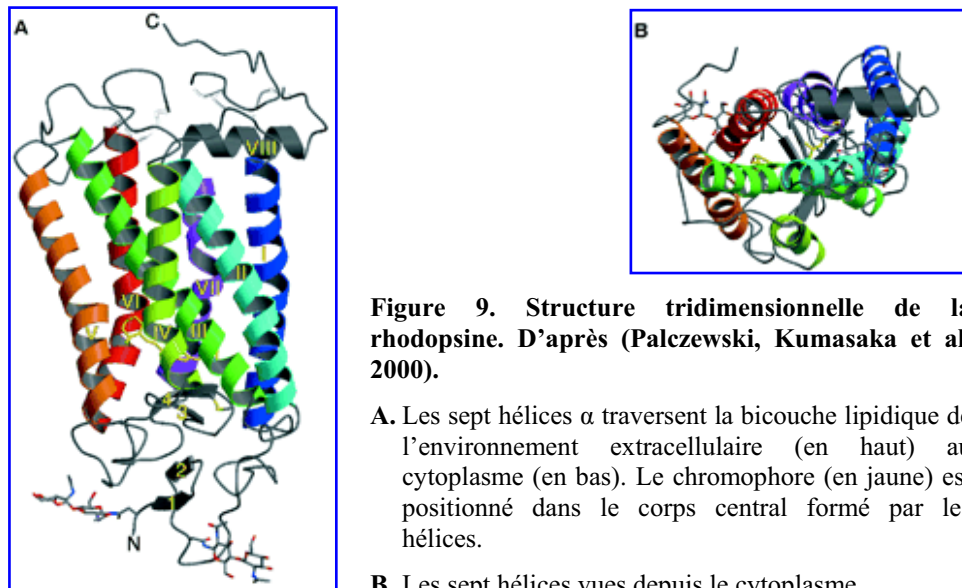 A
C
VIII
I
II
VII
VI
V
IV
III
4
3
2
1
N
B
Figure 9. Structure tridimensionnelle de la
rhodopsine. D'après (Palczewski, Kumasaka et al
2000).
A. Les sept hélices α traversent la bicouche lipidique de
l'environnement extracellulaire (en haut) au
cytoplasme (en bas). Le chromophore (en jaune) es
positionné dans le corps central formé par le
hélices.
B. Les sept hélices vues depuis le cytoplasme